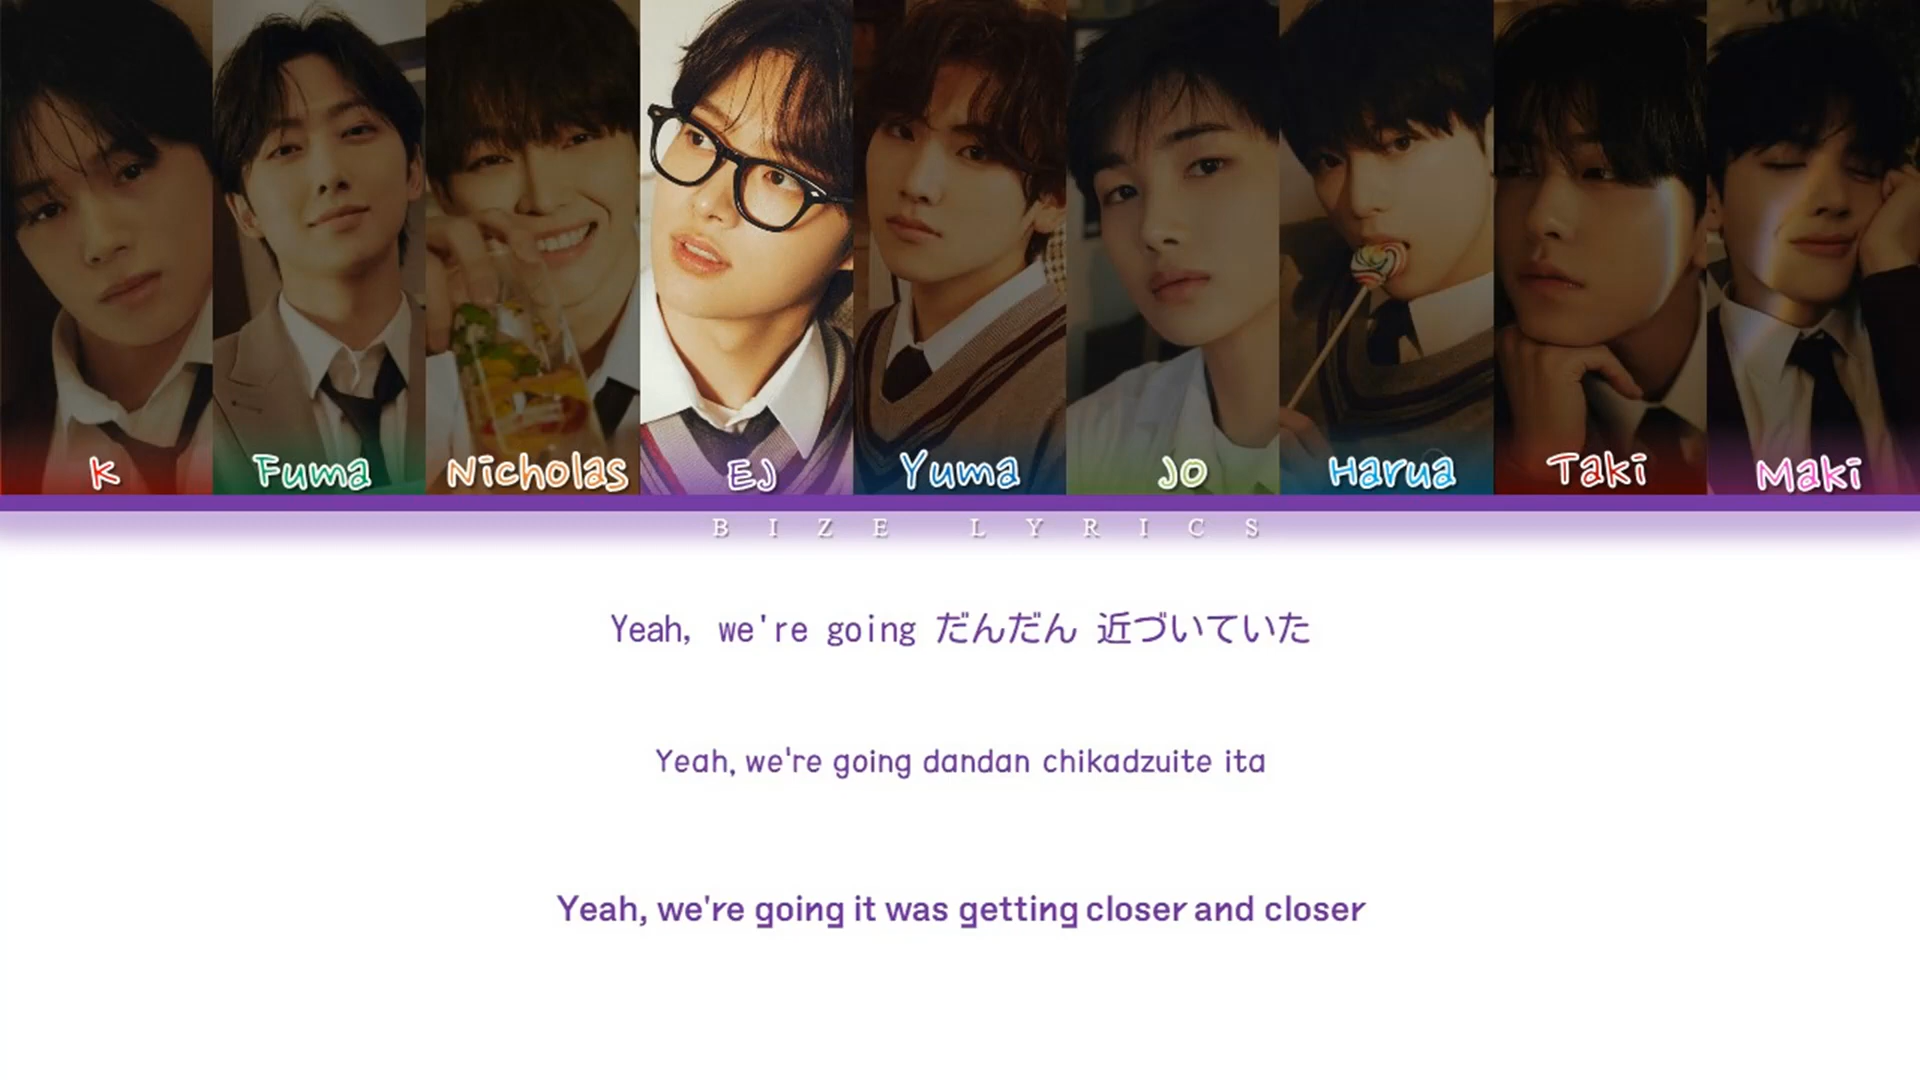 K Fuma Nicholas EJ Yuma JO Harua Taki Maki
BIZE LYRICS
Yeah, we're going だんだん 近づいていた
Yeah, we're going dandan chikadzuite ita
Yeah, we're going it was getting closer and closer